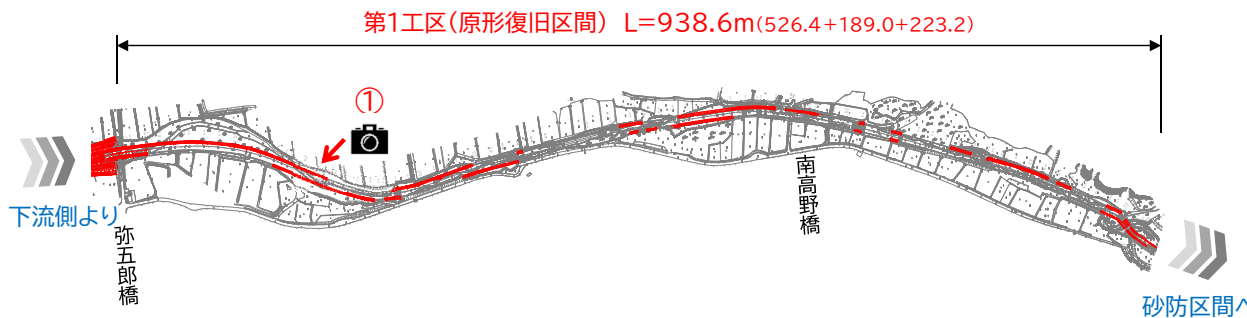 第1工区(原形復旧区間) L=938.6m(526.4+189.0+223.2)
①
下流側より
弥五郎橋
南高野橋
砂防区間へ